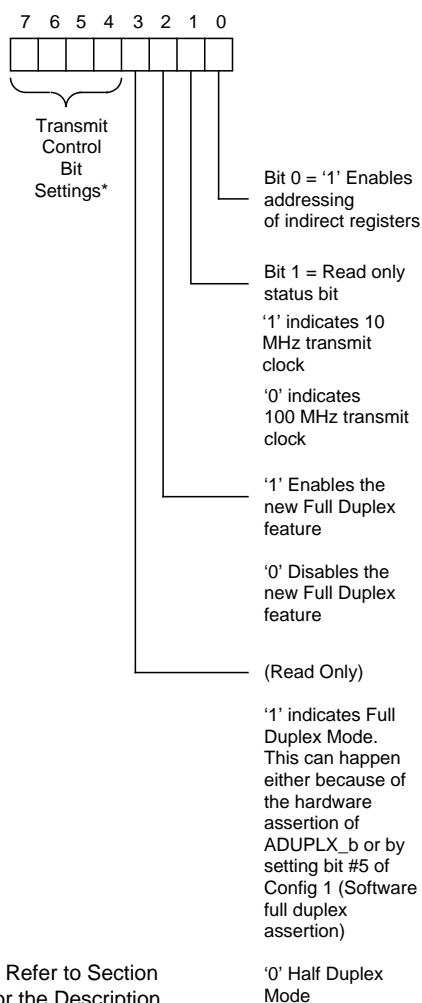 7 6 5 4 3 2 1 0
Transmit
Control
Bit
Settings*
Bit 0 = ‘1’ Enables
addressing
of indirect registers
Bit 1 = Read only
status bit
‘1’ indicates 10
MHz transmit
clock
‘0’ indicates
100 MHz transmit
clock
‘1’ Enables the
new Full Duplex
feature
‘0’ Disables the
new Full Duplex
feature
(Read Only)
‘1’ indicates Full
Duplex Mode.
This can happen
either because of
the hardware
assertion of
ADUPLX_b or by
setting bit #5 of
Config 1 (Software
full duplex
assertion)
‘0’ Half Duplex
Mode
Refer to Section
or the Description